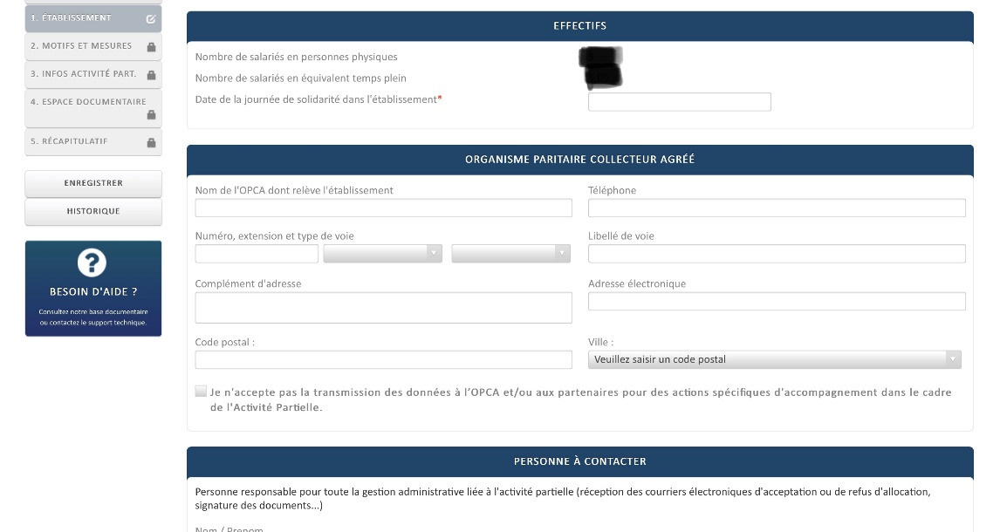 1. ÉTABLISSEMENT
2. MOTIFS ET MESURES
3. INFOS ACTIVITÉ PART.
4. ESPACE DOCUMENTAIRE
5. RÉCAPITULATIF
ENREGISTRER
HISTORIQUE
?
BESOIN D'AIDE ?
Consultez notre base documentaire
ou contactez le support technique.
EFFECTIFS
Nombre de salariés en personnes physiques
Nombre de salariés en équivalent temps plein
Date de la journée de solidarité dans l'établissement*
ORGANISME PARITAIRE COLLECTEUR AGRÉÉ
Nom de l'OPCA dont relève l'établissement
Téléphone
Numéro, extension et type de voie
Libellé de voie
Complément d'adresse
Adresse électronique
Code postal :
Ville :
Veuillez saisir un code postal
Je n'accepte pas la transmission des données à l’OPCA et/ou aux partenaires pour des actions spécifiques d'accompagnement dans le cadre
de l'Activité Partielle.
PERSONNE À CONTACTER
Personne responsable pour toute la gestion administrative liée à l'activité partielle (réception des courriers électroniques d'acceptation ou de refus d'allocation,
signature des documents...)
Nom / Prenom